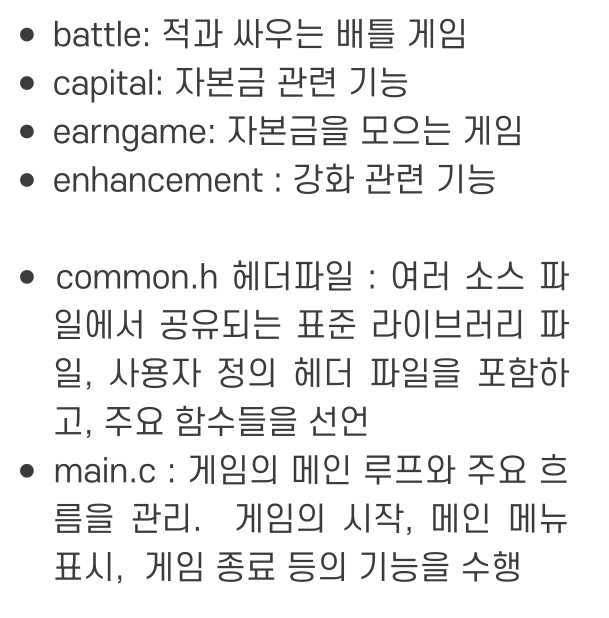 • battle: 적과 싸우는 배틀 게임
• capital: 자본금 관련 기능
• earngame: 자본금을 모으는 게임
• enhancement : 강화 관련 기능
• common.h 헤더파일 : 여러 소스 파
일에서 공유되는 표준 라이브러리 파
일, 사용자 정의 헤더 파일을 포함하
고, 주요 함수들을 선언
• main.c : 게임의 메인 루프와 주요 흐
름을 관리. 게임의 시작, 메인 메뉴
표시, 게임 종료 등의 기능을 수행